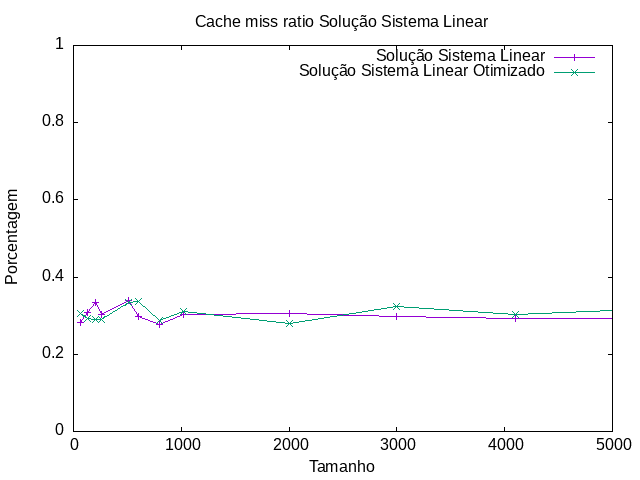 Cache miss ratio Solução Sistema Linear
Solução Sistema Linear
Solução Sistema Linear Otimizado
Porcentagem
1
0.8
0.6
0.4
0.2
0
0 1000 2000 3000 4000 5000
Tamanho